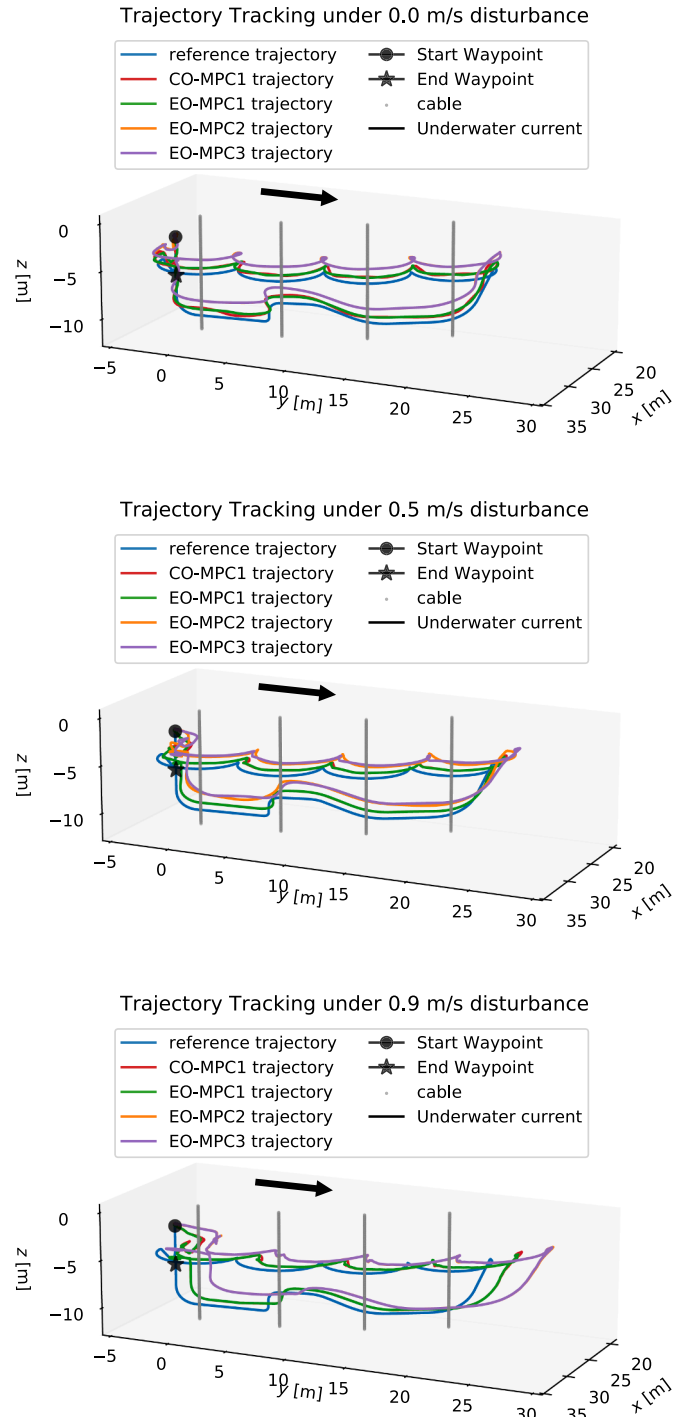 Trajectory Tracking under 0.0 m/s disturbance
reference trajectory
CO-MPC1 trajectory
EO-MPC1 trajectory
EO-MPC2 trajectory
EO-MPC3 trajectory
Start Waypoint
End Waypoint
cable
Underwater current
0
−5
−10
z [m]
−5
0
5
10
15
20
25
30
y [m]
20
25
30
35
x [m]
Trajectory Tracking under 0.5 m/s disturbance
reference trajectory
CO-MPC1 trajectory
EO-MPC1 trajectory
EO-MPC2 trajectory
EO-MPC3 trajectory
Start Waypoint
End Waypoint
cable
Underwater current
0
−5
−10
z [m]
−5
0
5
10
15
20
25
30
y [m]
20
25
30
35
x [m]
Trajectory Tracking under 0.9 m/s disturbance
reference trajectory
CO-MPC1 trajectory
EO-MPC1 trajectory
EO-MPC2 trajectory
EO-MPC3 trajectory
Start Waypoint
End Waypoint
cable
Underwater current
0
−5
−10
z [m]
−5
0
5
10
15
20
25
30
y [m]
20
25
30
35
x [m]